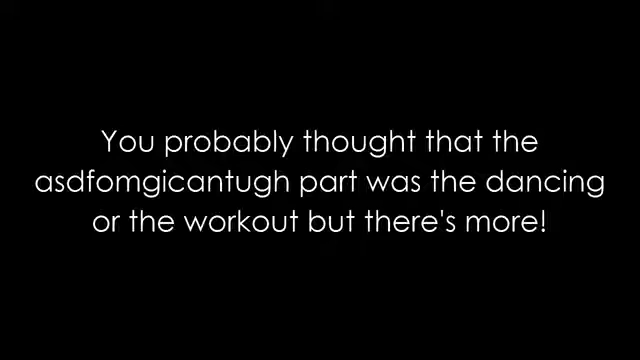 You probably thought that the
asdfomgicantugh part was the dancing
or the workout but there's more!